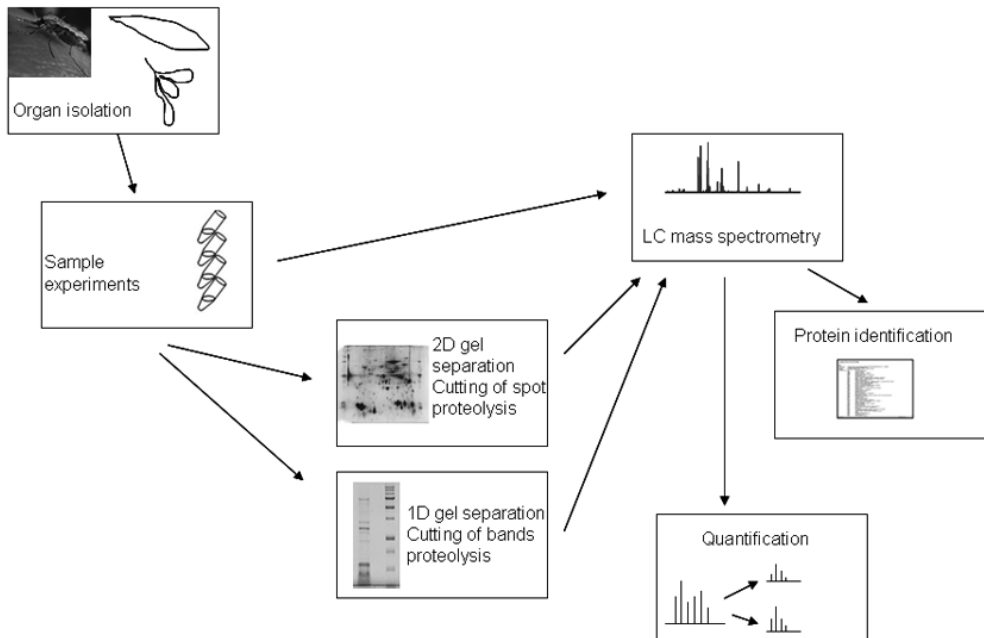 Organ isolation
Sample
experiments
LC mass spectrometry
2D gel
separation
Cutting of spot
proteolysis
1D gel separation
Cutting of bands
proteolysis
Protein identification
Quantification